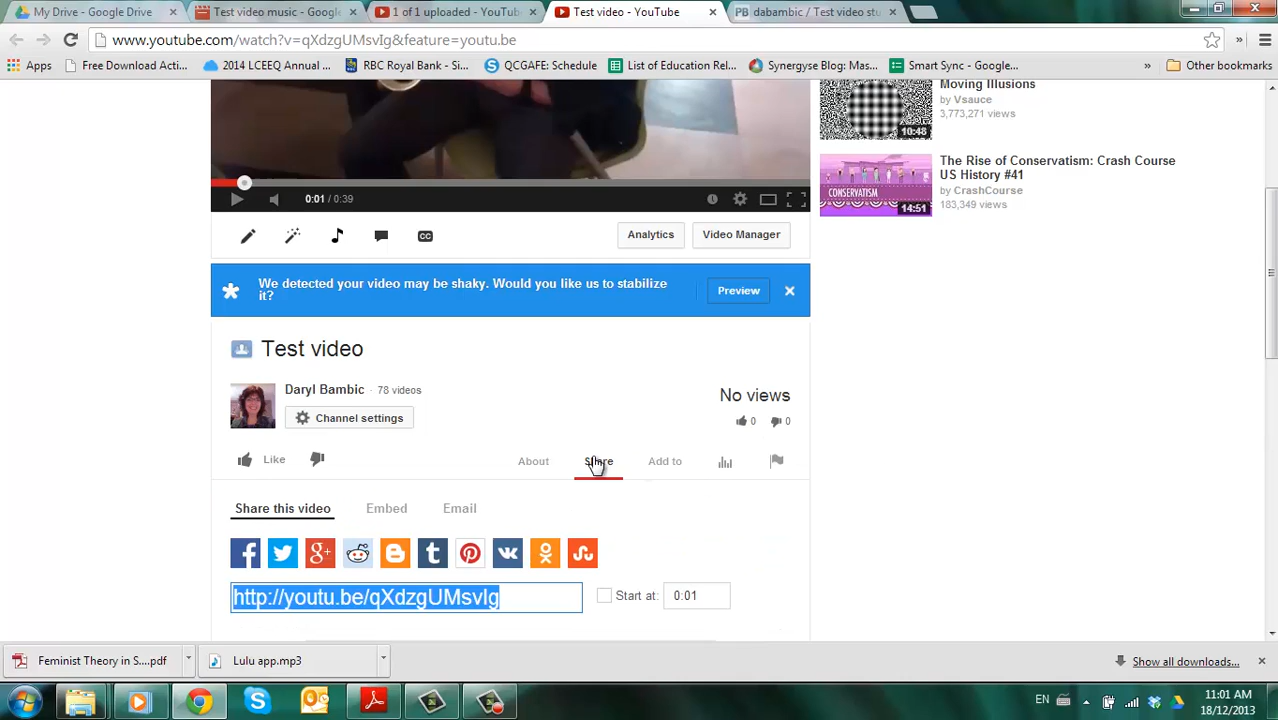 My Drive - Google Drive
Test video music - Google
1 of 1 uploaded - YouTube
Test video - YouTube
PB dabambic / Test video stu
www.youtube.com/watch?v=qXdzgUMsvIg&feature=youtu.be
Apps
Free Download Acti...
2014 LCEEQ Annual ...
RBC Royal Bank - Si...
QCGAFE: Schedule
List of Education Rel...
Synergyse Blog: Mas...
Smart Sync - Google...
»
Other bookmarks
Moving Illusions
by Vsauce
3,773,271 views
10:48
The Rise of Conservatism: Crash Course
US History #41
by CrashCourse
183,349 views
CONSERVATISM
14:51
0:01 / 0:39
CC
Analytics
Video Manager
We detected your video may be shaky. Would you like us to stabilize
it?
Preview
Test video
Daryl Bambic · 78 videos
Channel settings
No views
0 0
Like
About
Share
Add to
Share this video
Embed
Email
http://youtu.be/qXdzgUMsvIg
Start at: 0:01
Feminist Theory in S....pdf
Lulu app.mp3
Show all downloads...
EN
11:01 AM
18/12/2013